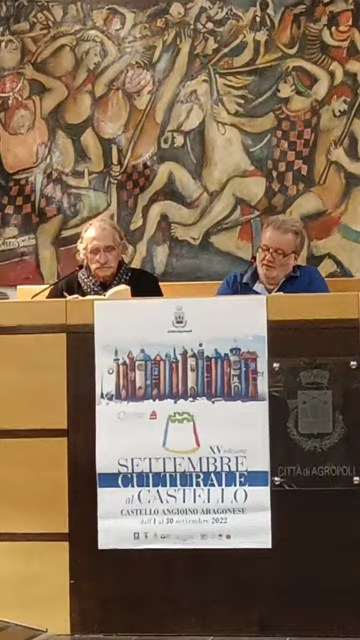 XV edizione
SETTEMBRE
CULTURALE
al CASTELLO
CASTELLO ANGIOINO ARAGONESE
dall'1 al 30 settembre 2022
CITTÀ di AGROPOLI